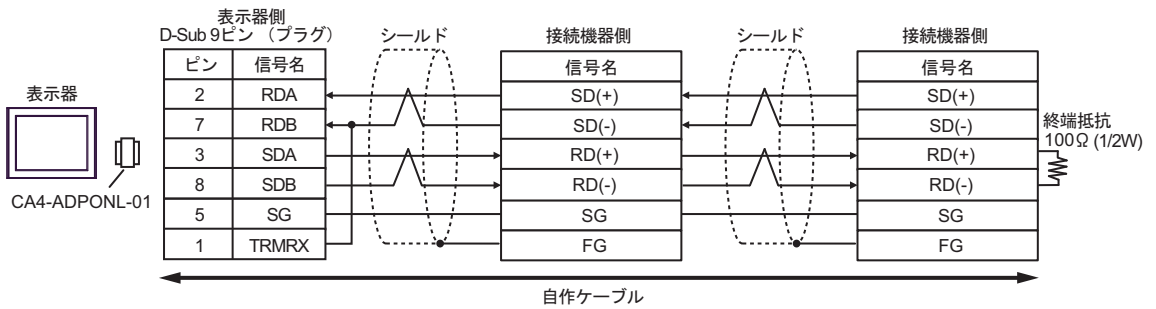 表示器側
D-Sub 9ピン （プラグ）
シールド
接続機器側
シールド
接続機器側
ピン 信号名 信号名 信号名
表示器
2 RDA SD(+) SD(+)
7 RDB SD(-) SD(-)
終端抵抗
100Ω (1/2W)
3 SDA RD(+) RD(+)
8 SDB RD(-) RD(-)
CA4-ADPONL-01
5 SG SG SG
1 TRMRX FG FG
自作ケーブル